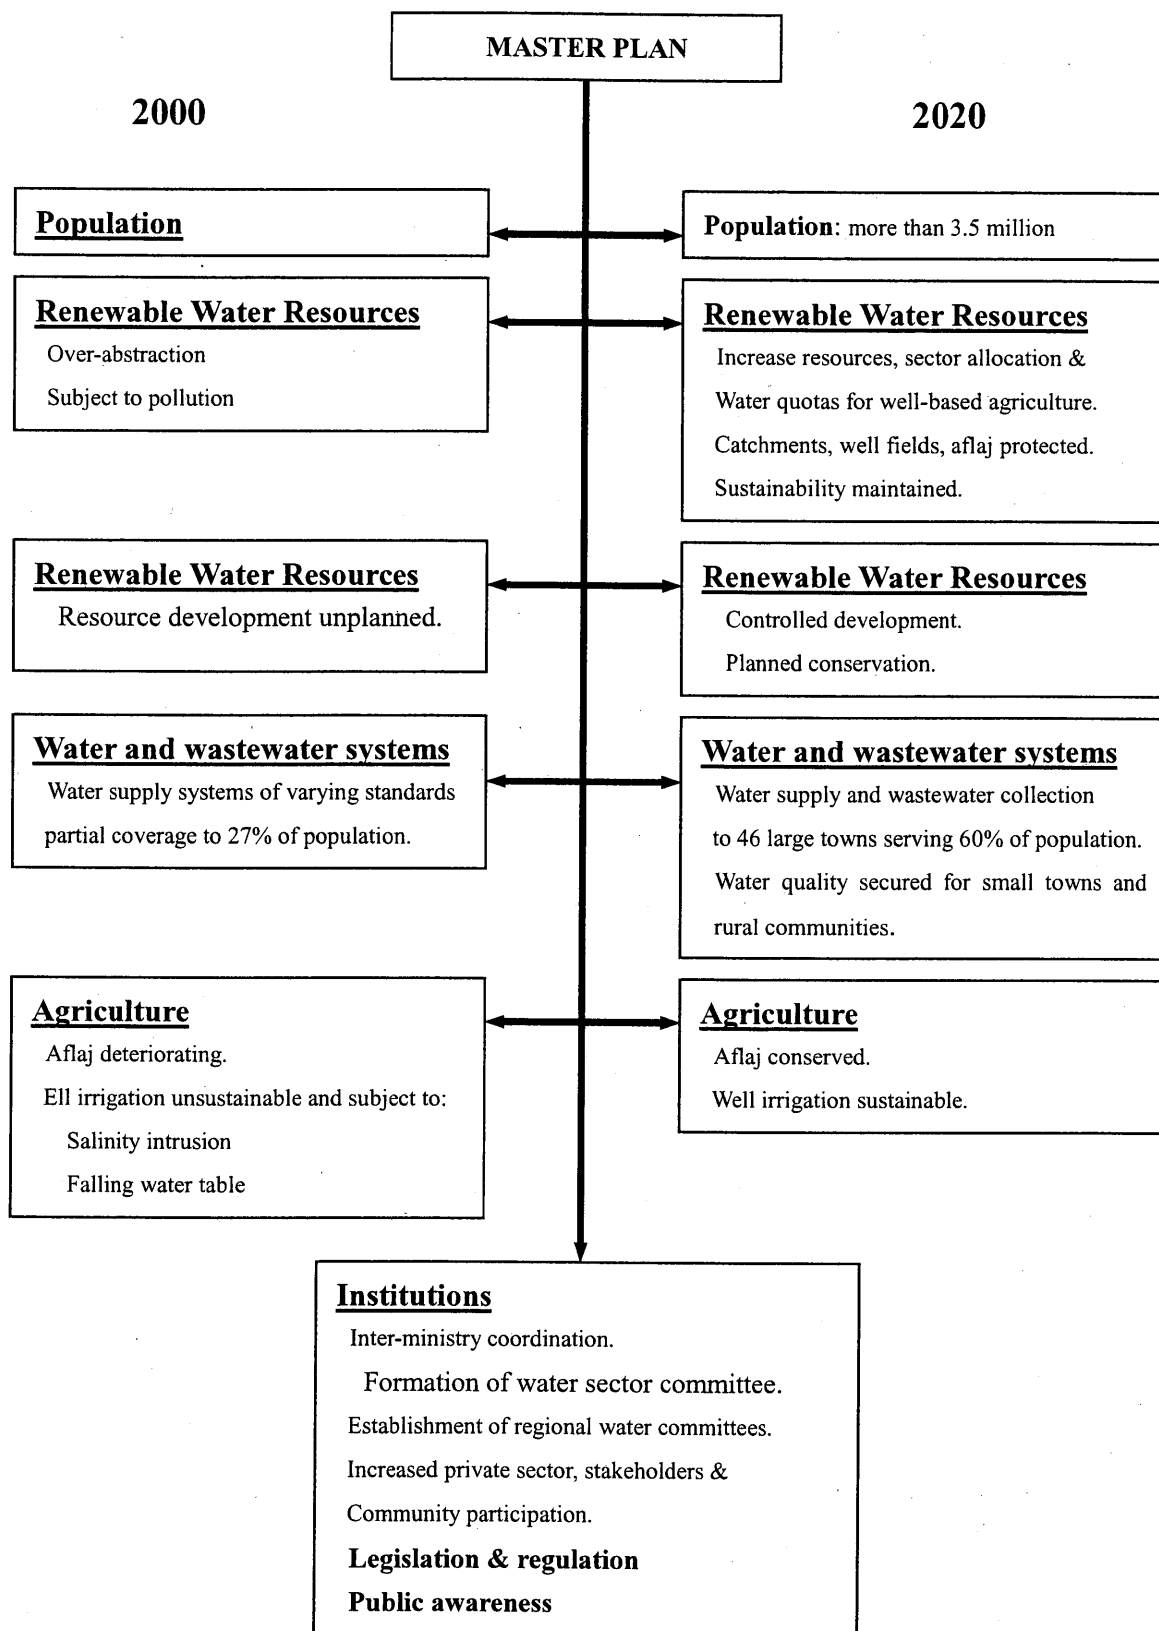 MASTER PLAN
2000
2020
Population
Population: more than 3.5 million
Renewable Water Resources
Over-abstraction
Subject to pollution
Renewable Water Resources
Increase resources, sector allocation &
Water quotas for well-based agriculture.
Catchments, well fields, aflaj protected.
Sustainability maintained.
Renewable Water Resources
Resource development unplanned.
Renewable Water Resources
Controlled development.
Planned conservation.
Water and wastewater systems
Water supply systems of varying standards
partial coverage to 27% of population.
Water and wastewater systems
Water supply and wastewater collection
to 46 large towns serving 60% of population.
Water quality secured for small towns and
rural communities.
Agriculture
Aflaj deteriorating.
Ell irrigation unsustainable and subject to:
Salinity intrusion
Falling water table
Agriculture
Aflaj conserved.
Well irrigation sustainable.
Institutions
Inter-ministry coordination.
Formation of water sector committee.
Establishment of regional water committees.
Increased private sector, stakeholders &
Community participation.
Legislation & regulation
Public awareness